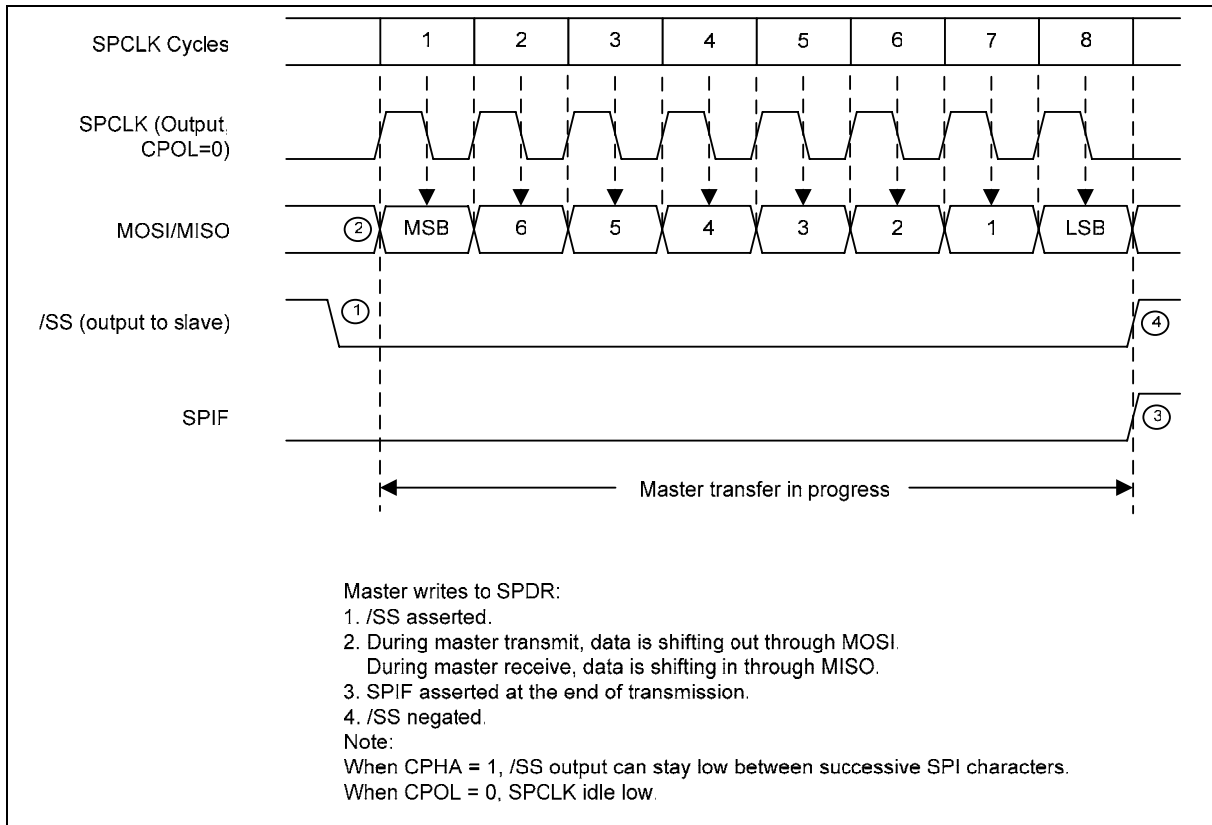 SPCLK Cycles 1 2 3 4 5 6 7 8
SPCLK (Output,
CPOL=0)
MOSI/MISO 2 MSB 6 5 4 3 2 1 LSB
/SS (output to slave) 1 4
SPIF 3
Master transfer in progress
Master writes to SPDR:
1. /SS asserted.
2. During master transmit, data is shifting out through MOSI.
During master receive, data is shifting in through MISO.
3. SPIF asserted at the end of transmission.
4. /SS negated.
Note:
When CPHA = 1, /SS output can stay low between successive SPI characters.
When CPOL = 0, SPCLK idle low.